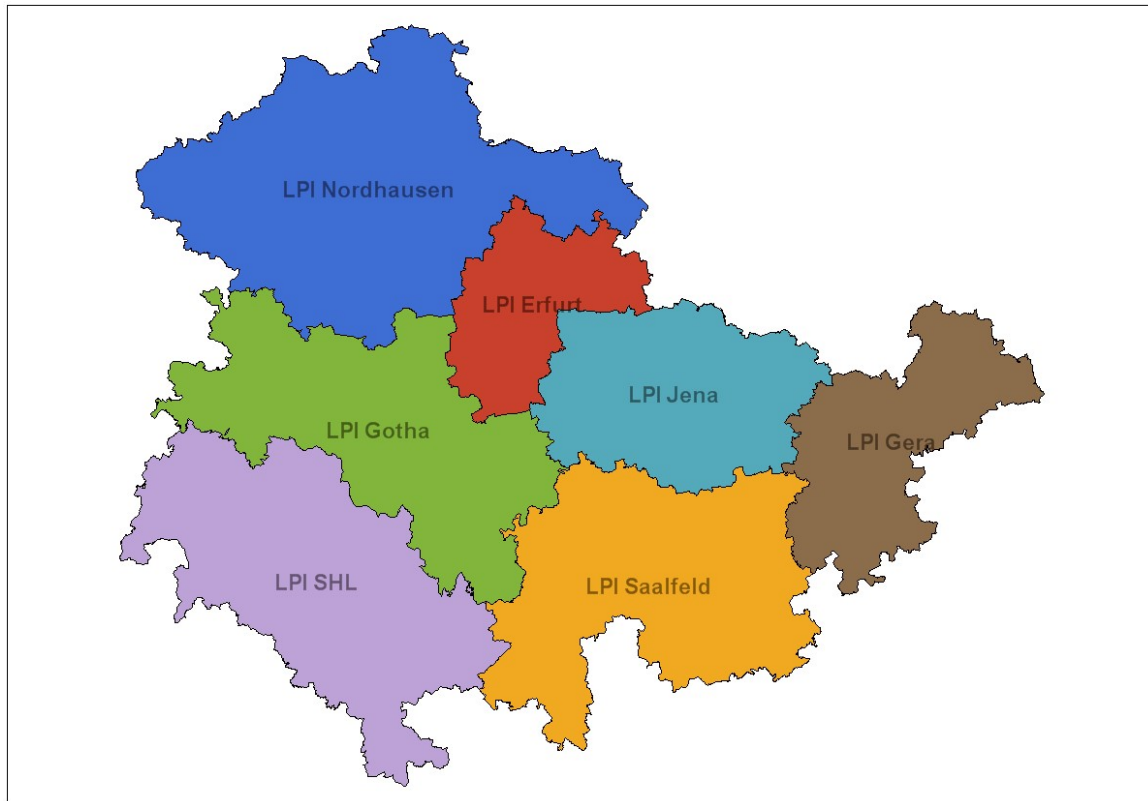 LPI Nordhausen
LPI Erfurt
LPI Jena
LPI Gotha
LPI Gera
LPI SHL
LPI Saalfeld